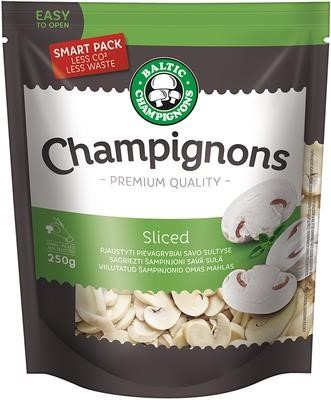 EASY
TO OPEN
SMART PACK
LESS CO²
LESS WASTE
BALTIC
CHAMPIGNONS
Champignons
- PREMIUM QUALITY -
Sliced
PJAUSTYTI PIEVAGRYBIAI SAVO SULTYSE
SAGRIEZTI ŠAMPINJONI SAVĀ SULĀ
VIILUTATUD ŠAMPINJONID OMAS MAHLAS
250g